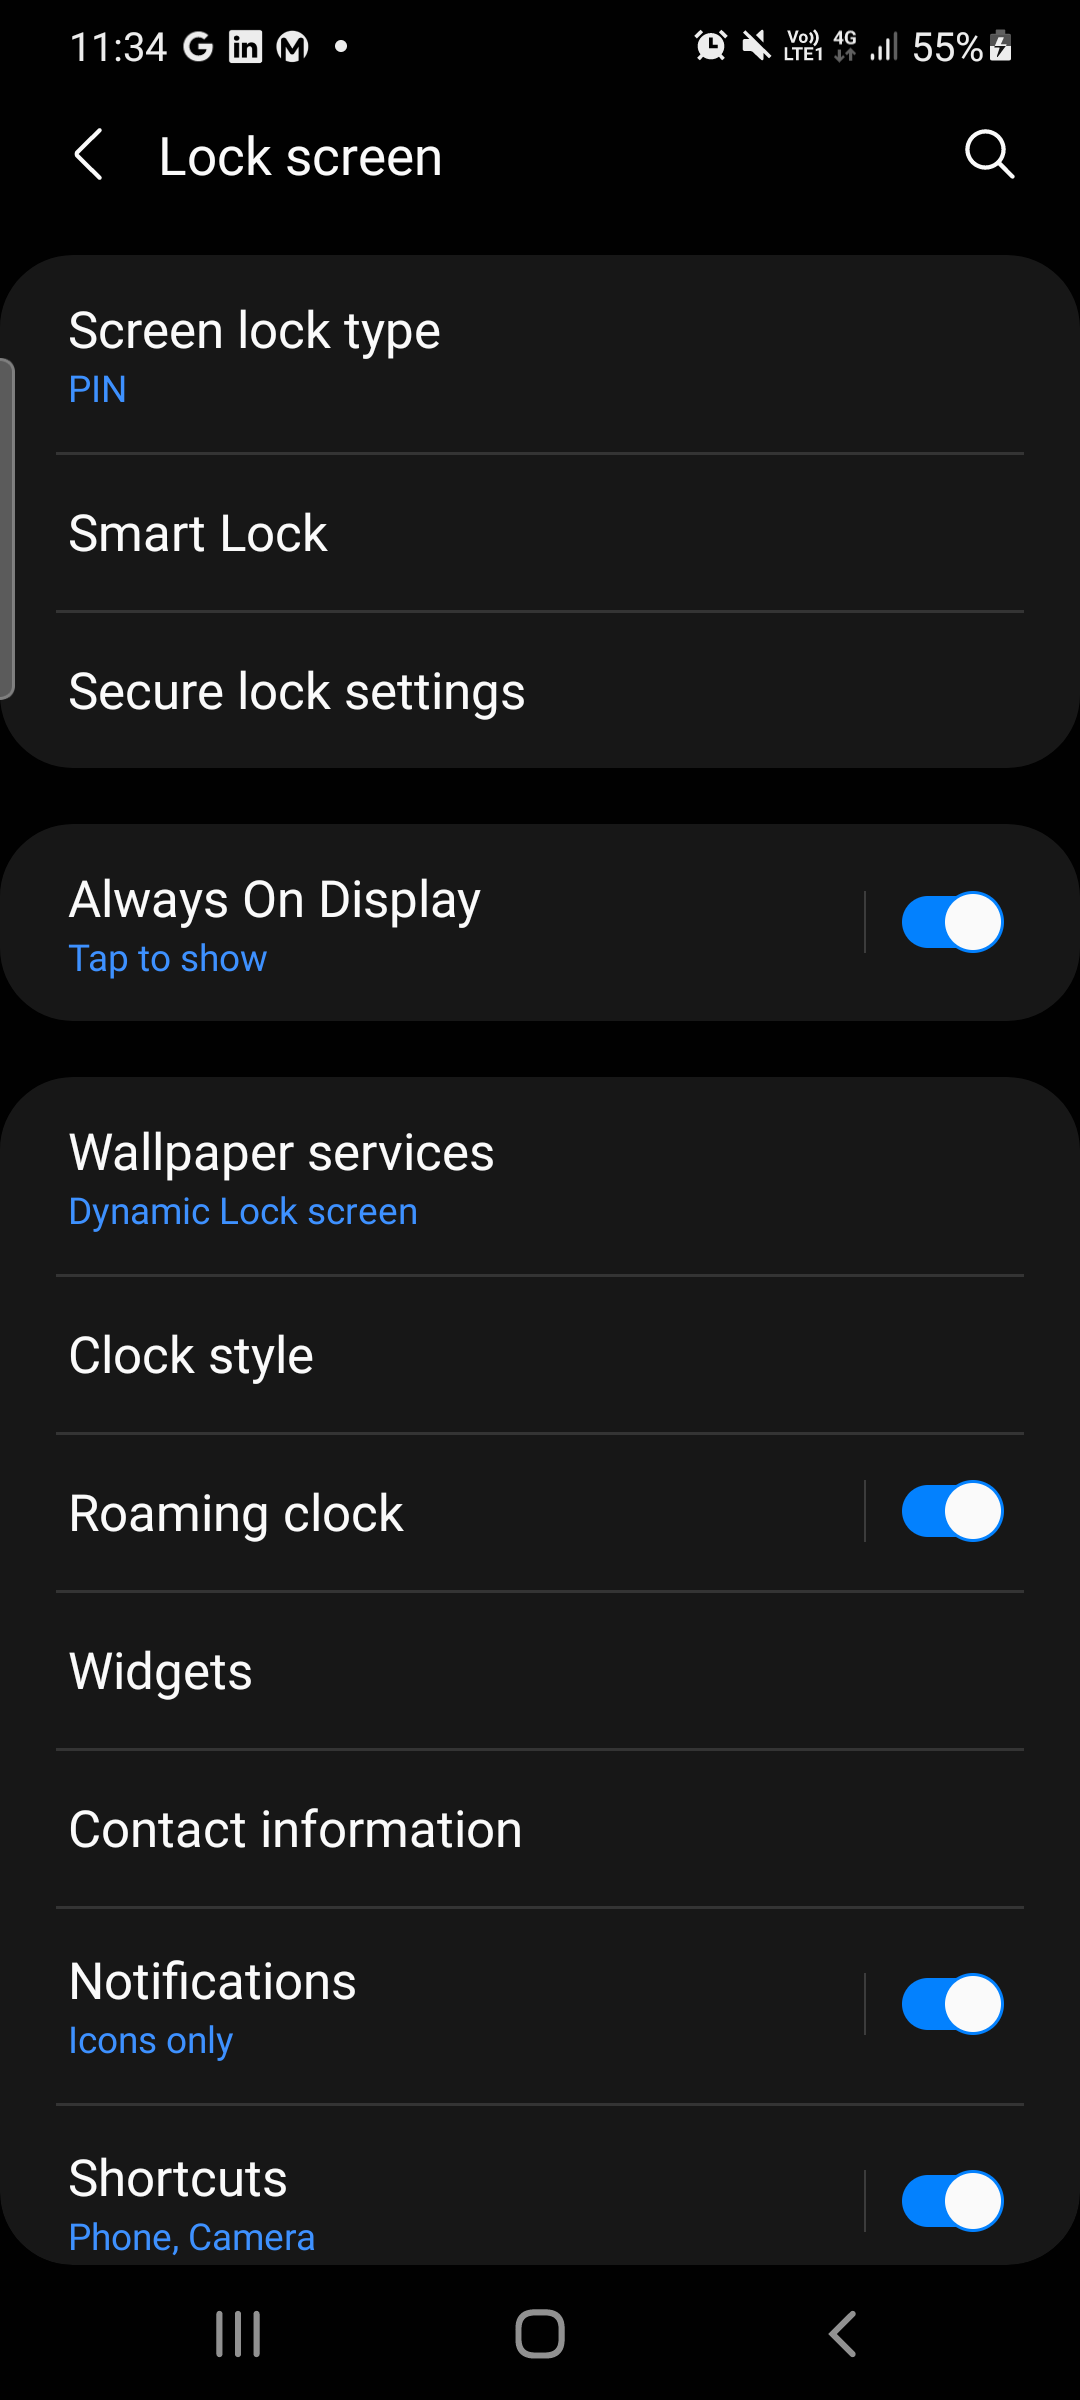 11:34 G in M 55%
Vo)) LTE1 4G
Lock screen
Screen lock type
PIN
Smart Lock
Secure lock settings
Always On Display
Tap to show
Wallpaper services
Dynamic Lock screen
Clock style
Roaming clock
Widgets
Contact information
Notifications
Icons only
Shortcuts
Phone, Camera